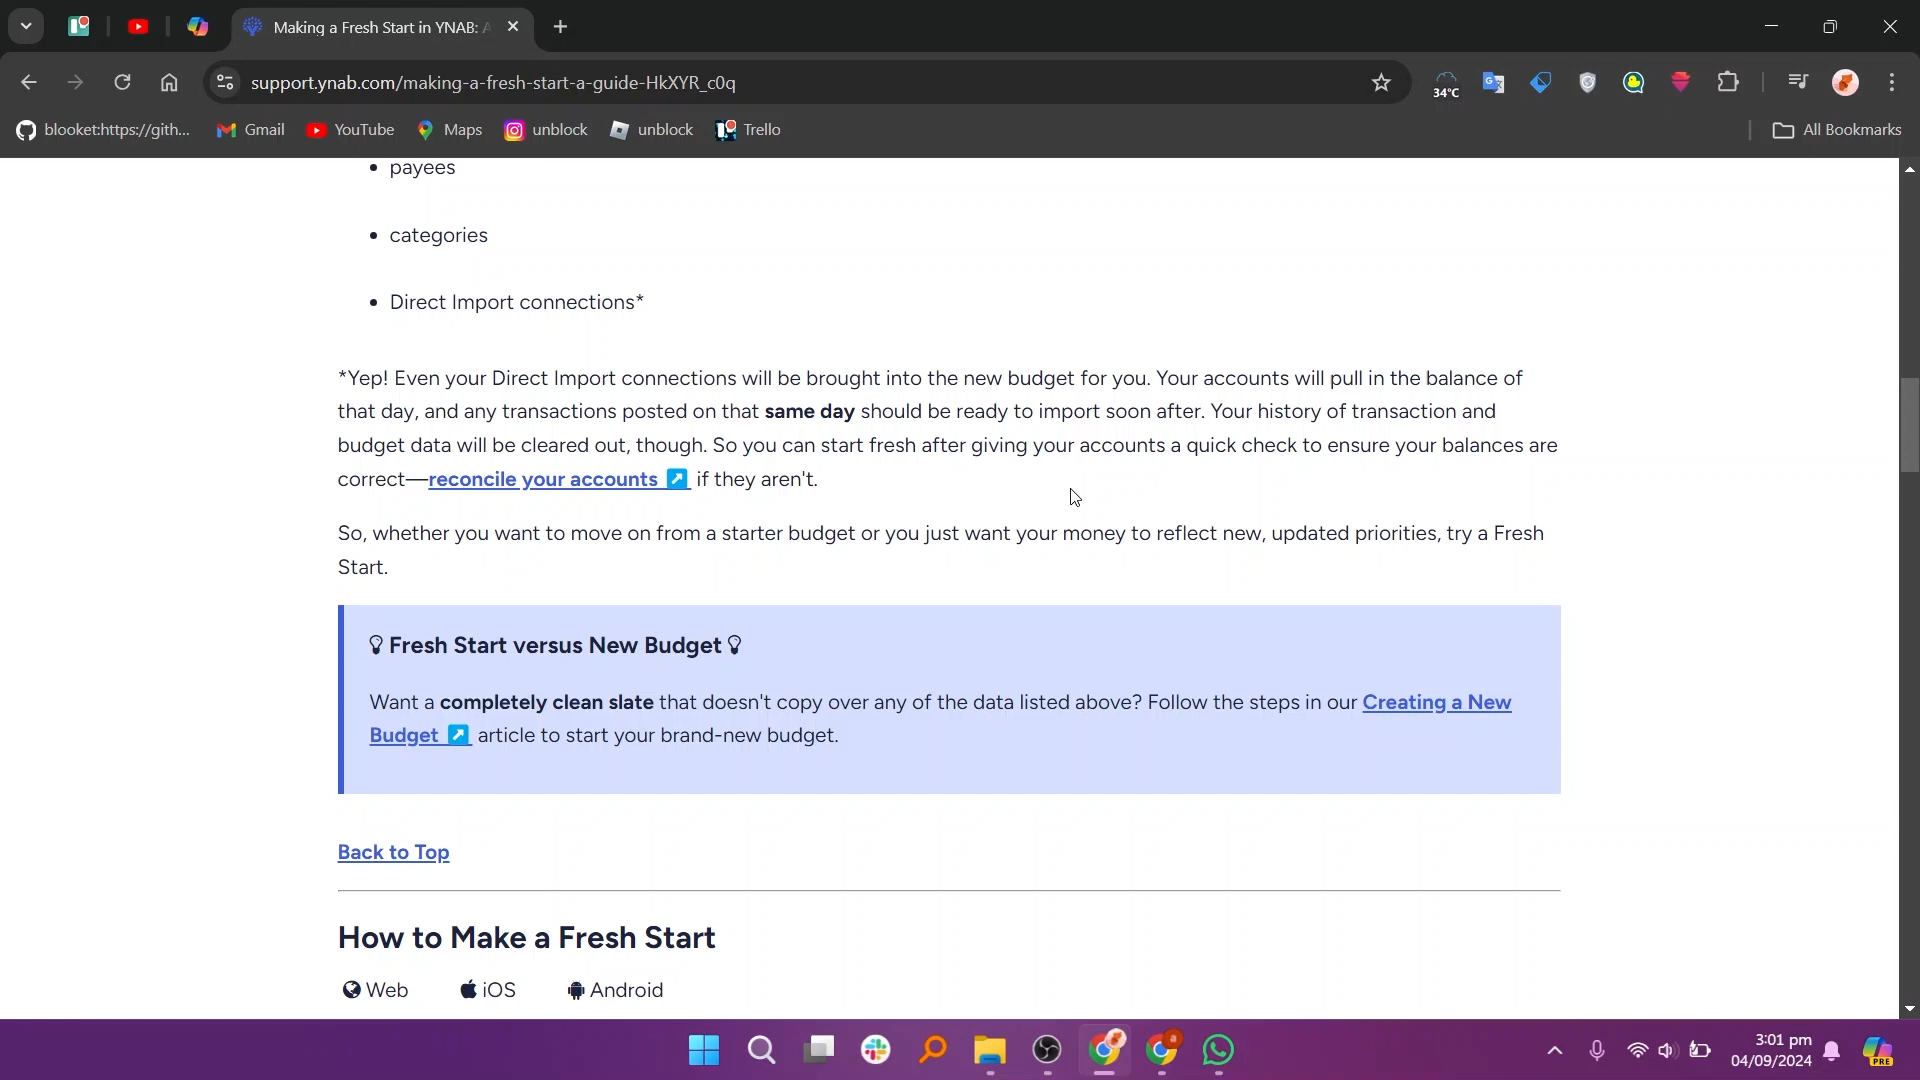 Making a Fresh Start in YNAB: A
support.ynab.com/making-a-fresh-start-a-guide-HkXYR_c0q
34°C
blooket:https://gith... Gmail YouTube Maps unblock unblock Trello All Bookmarks
• payees
• categories
• Direct Import connections*
*Yep! Even your Direct Import connections will be brought into the new budget for you. Your accounts will pull in the balance of
that day, and any transactions posted on that same day should be ready to import soon after. Your history of transaction and
budget data will be cleared out, though. So you can start fresh after giving your accounts a quick check to ensure your balances are
correct—reconcile your accounts if they aren't.
So, whether you want to move on from a starter budget or you just want your money to reflect new, updated priorities, try a Fresh
Start.
Fresh Start versus New Budget
Want a completely clean slate that doesn't copy over any of the data listed above? Follow the steps in our Creating a New
Budget article to start your brand-new budget.
Back to Top
How to Make a Fresh Start
Web iOS Android
3:01 pm
04/09/2024
PRE